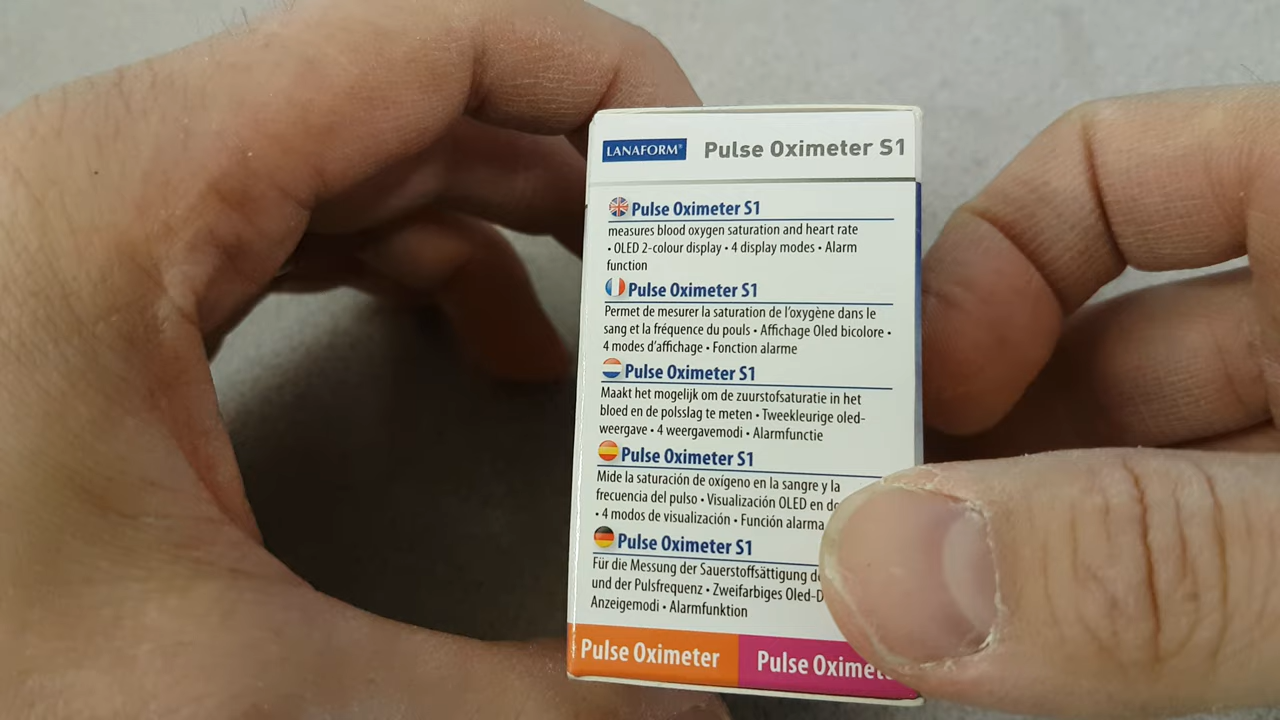 LANAFORM® Pulse Oximeter S1
Pulse Oximeter S1
measures blood oxygen saturation and heart rate
• OLED 2-colour display • 4 display modes • Alarm
function
Pulse Oximeter S1
Permet de mesurer la saturation de l'oxygène dans le
sang et la fréquence du pouls • Affichage Oled bicolore •
4 modes d'affichage • Fonction alarme
Pulse Oximeter S1
Maakt het mogelijk om de zuurstofsaturatie in het
bloed en de polsslag te meten • Tweekleurige oled-
weergave • 4 weergavemodi • Alarmfunctie
Pulse Oximeter S1
Mide la saturación de oxígeno en la sangre y la
frecuencia del pulso • Visualización OLED en
• 4 modos de visualización • Función alarma
Pulse Oximeter S1
Für die Messung der Sauerstoffsättigung
und der Pulsfrequenz • Zweifarbiges
Anzeigemodi • Alarmfunktion
Pulse Oximeter Pulse